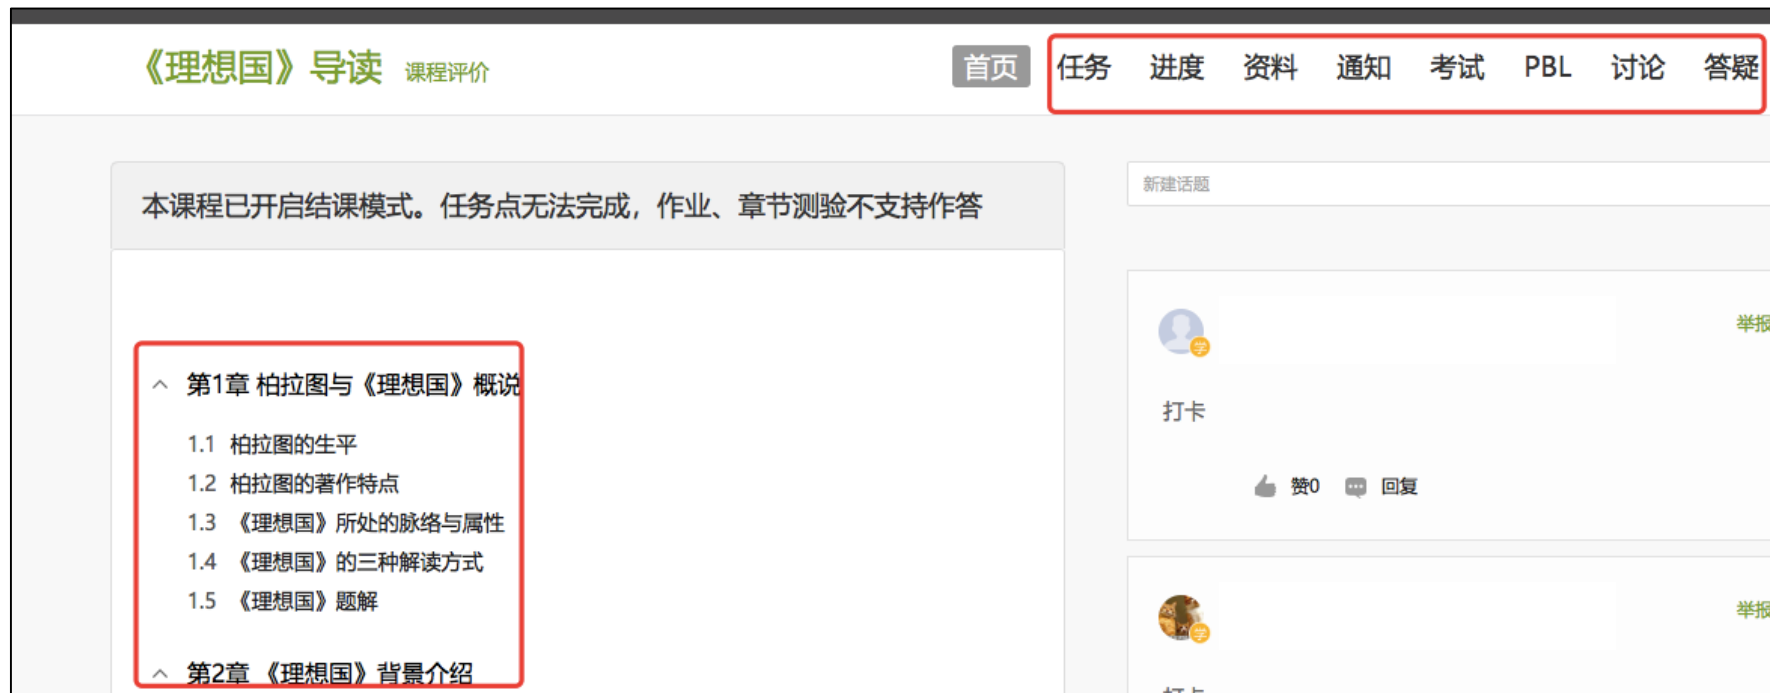 《理想国》导读 课程评价 首页 任务 进度 资料 通知 考试 PBL 讨论 答疑
本课程已开启结课模式。任务点无法完成，作业、章节测验不支持作答
第1章 柏拉图与《理想国》概说
1.1 柏拉图的生平
1.2 柏拉图的著作特点
1.3 《理想国》所处的脉络与属性
1.4 《理想国》的三种解读方式
1.5 《理想国》题解
第2章 《理想国》背景介绍
新建话题
学
举报
打卡
赞0 回复
学
举报
打卡